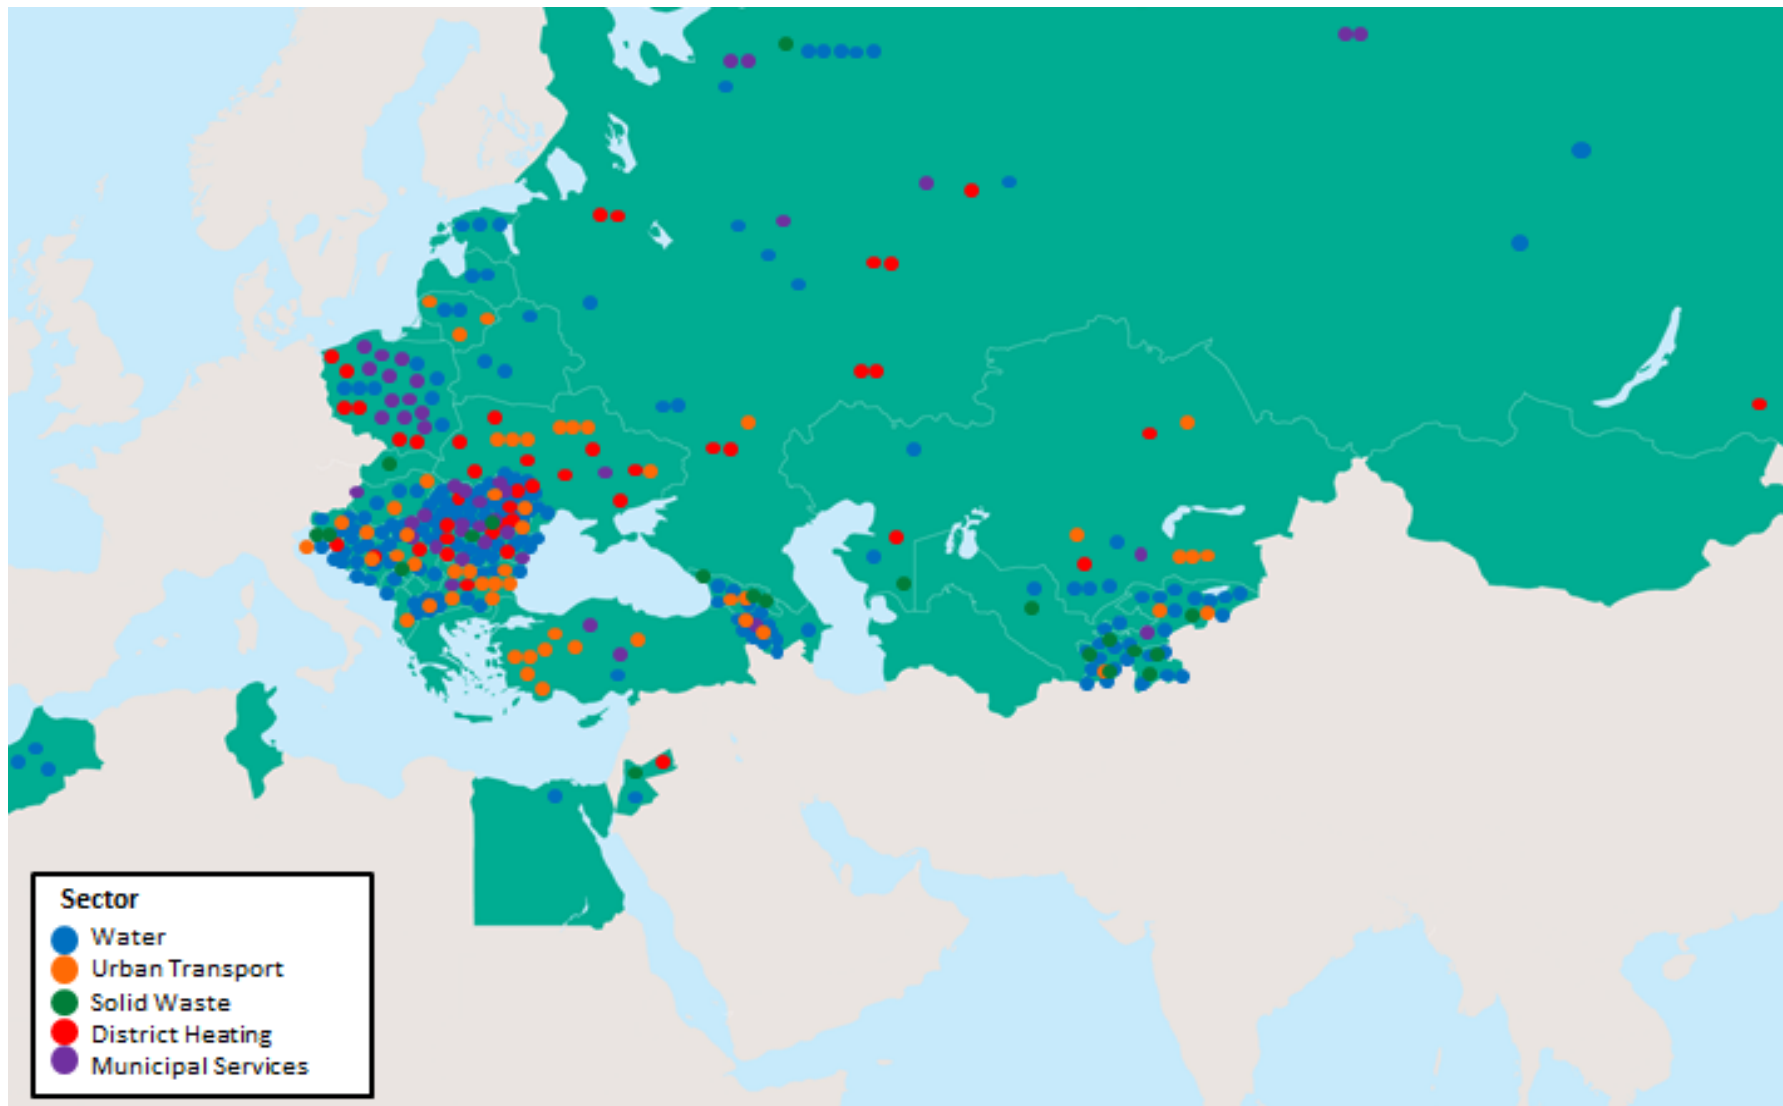 Sector
Water
Urban Transport
Solid Waste
District Heating
Municipal Services